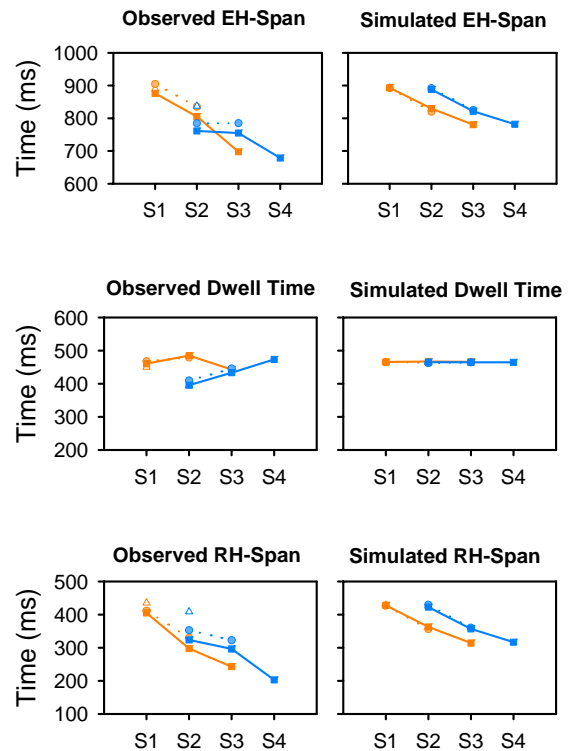 Observed EH-Span
Simulated EH-Span
Time (ms)
1000
900
800
700
600
S1 S2 S3 S4
S1 S2 S3 S4
Observed Dwell Time
Simulated Dwell Time
Time (ms)
600
500
400
300
200
S1 S2 S3 S4
S1 S2 S3 S4
Observed RH-Span
Simulated RH-Span
Time (ms)
500
400
300
200
100
S1 S2 S3 S4
S1 S2 S3 S4